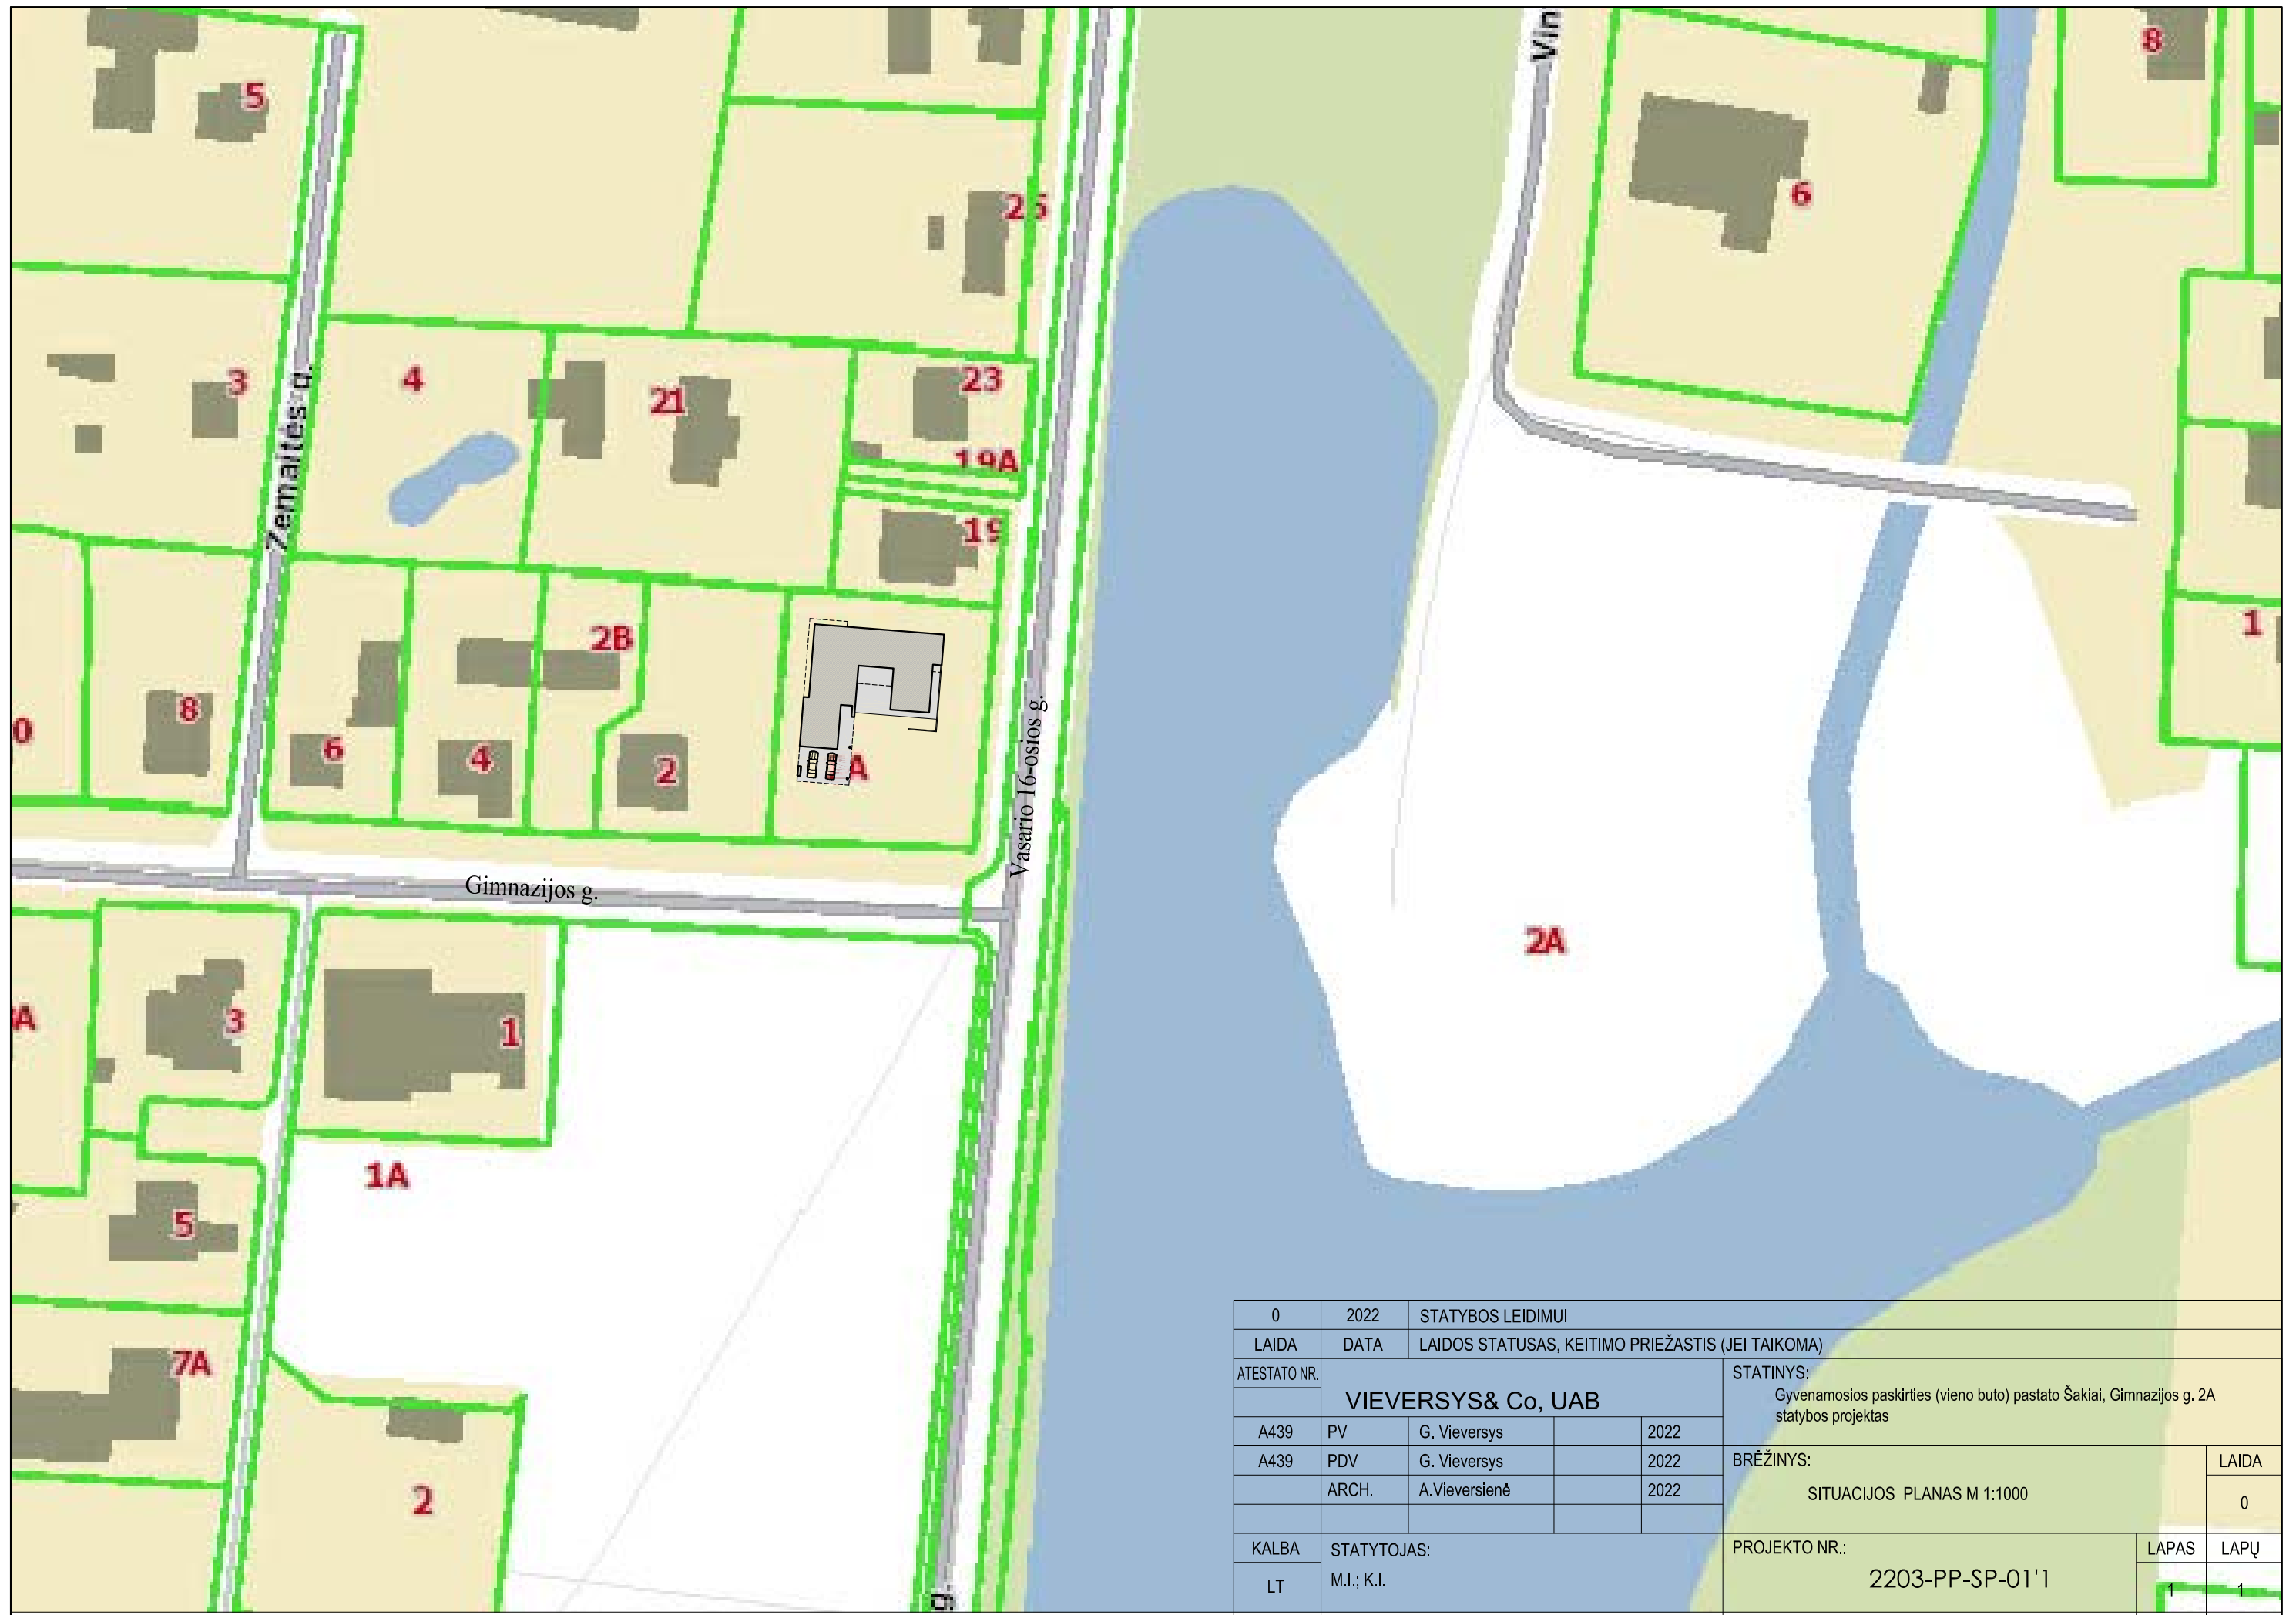 Vin
8
5
6
25
3
4
21
23
19A
19
Žemaitės g.
1
2B
8
0
6
4
2
A
Vasario 16-osios g.
Gimnazijos g.
2A
A
3
1
1A
5
7A
2
g.
0 2022 STATYBOS LEIDIMUI
LAIDA DATA LAIDOS STATUSAS, KEITIMO PRIEŽASTIS (JEI TAIKOMA)
ATESTATO NR.
VIEVERSYS& Co, UAB
STATINYS:
Gyvenamosios paskirties (vieno buto) pastato Šakiai, Gimnazijos g. 2A
statybos projektas
A439 PV G. Vieversys 2022
A439 PDV G. Vieversys 2022
ARCH. A.Vieversienė 2022
BRĖŽINYS:
SITUACIJOS PLANAS M 1:1000
LAIDA
0
KALBA
LT
STATYTOJAS:
M.I.; K.I.
PROJEKTO NR.:
2203-PP-SP-01'1
LAPAS LAPŲ
1 1